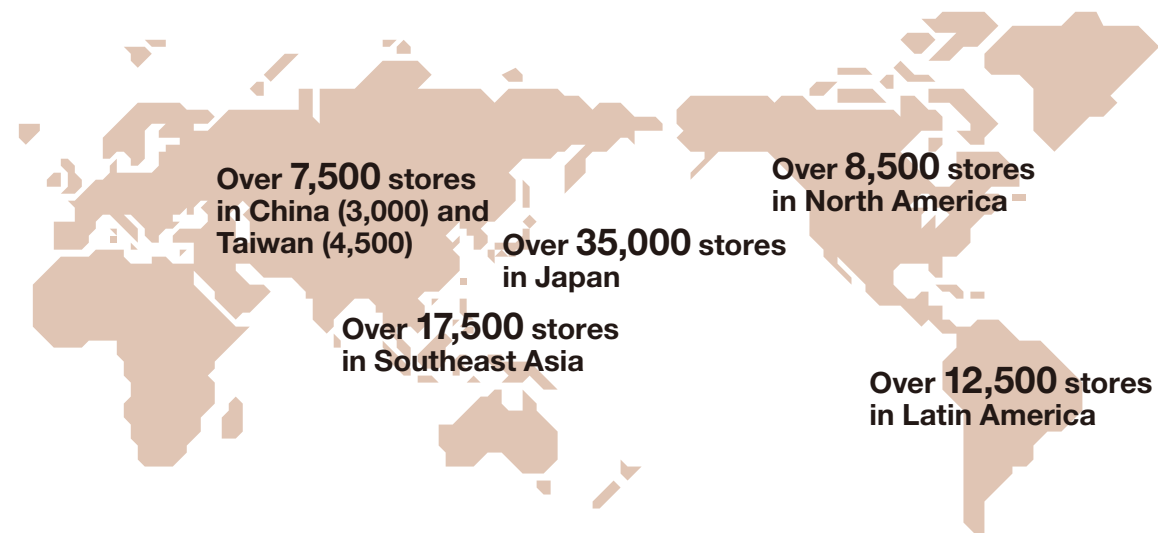 Over 7,500 stores
in China (3,000) and
Taiwan (4,500)
Over 35,000 stores
in Japan
Over 17,500 stores
in Southeast Asia
Over 8,500 stores
in North America
Over 12,500 stores
in Latin America